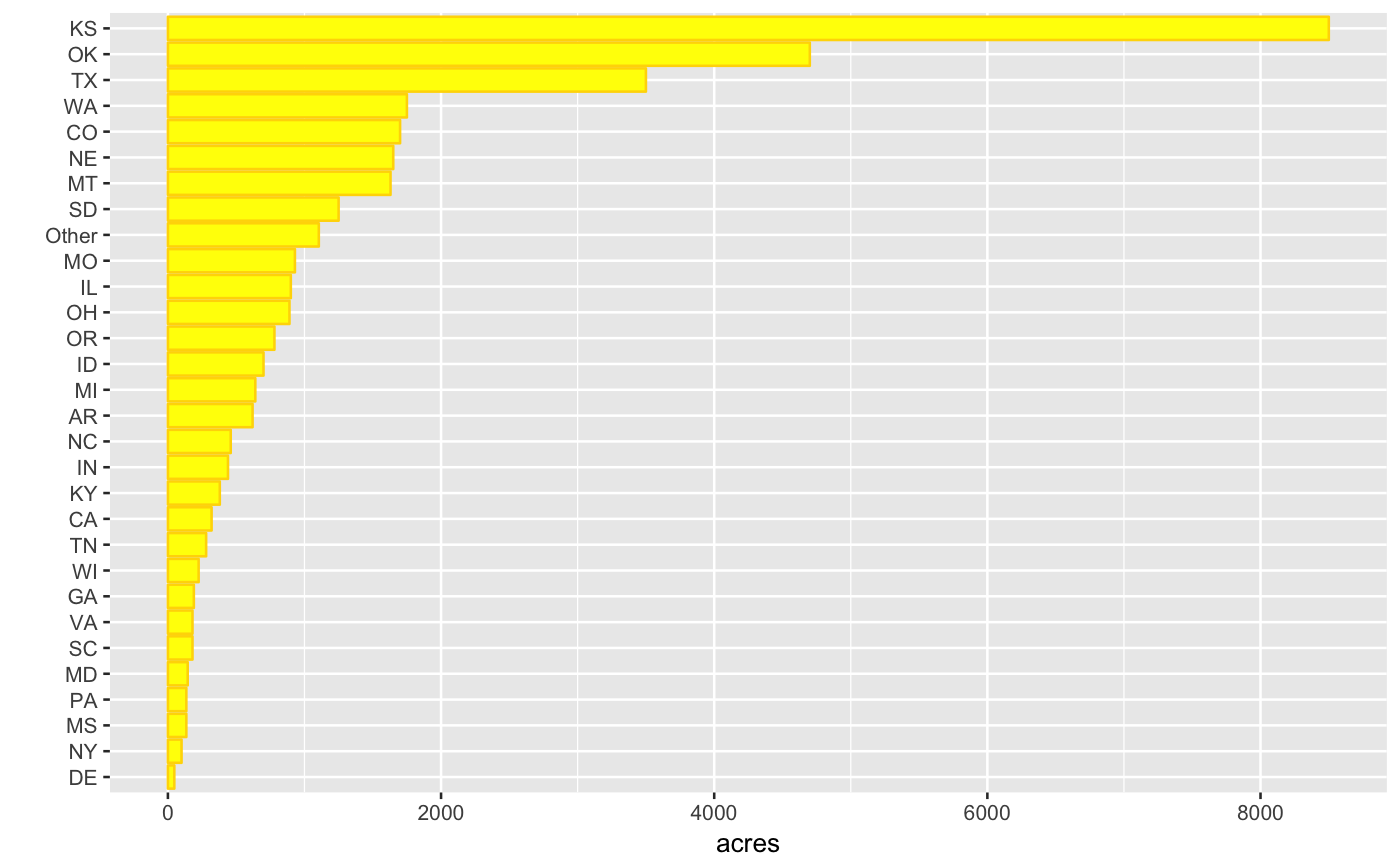 KS
OK
TX
WA
CO
NE
MT
SD
Other
MO
IL
OH
OR
ID
MI
AR
NC
IN
KY
CA
TN
WI
GA
VA
SC
MD
PA
MS
NY
DE
0 2000 4000 6000 8000
acres